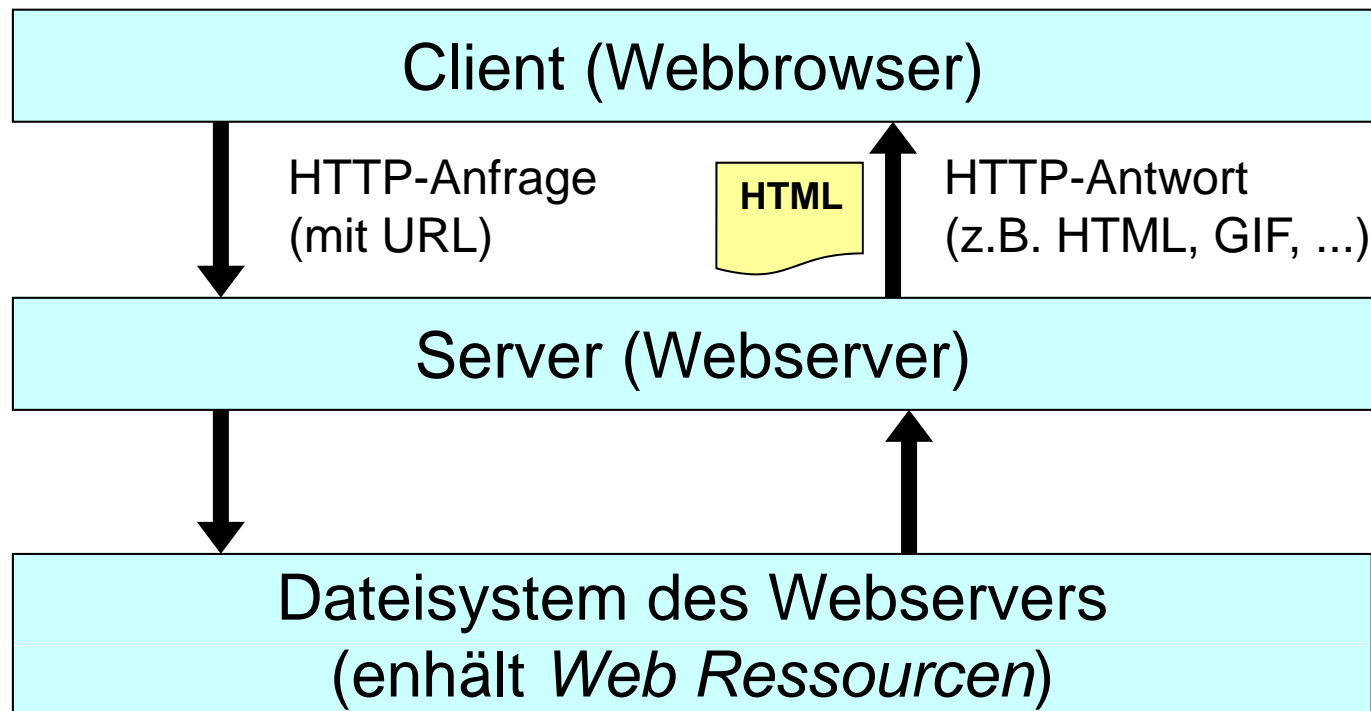 Client (Webbrowser)
HTTP-Anfrage
(mit URL)
HTML
HTTP-Antwort
(z.B. HTML, GIF, ...)
Server (Webserver)
Dateisystem des Webservers
(enhält Web Ressourcen)